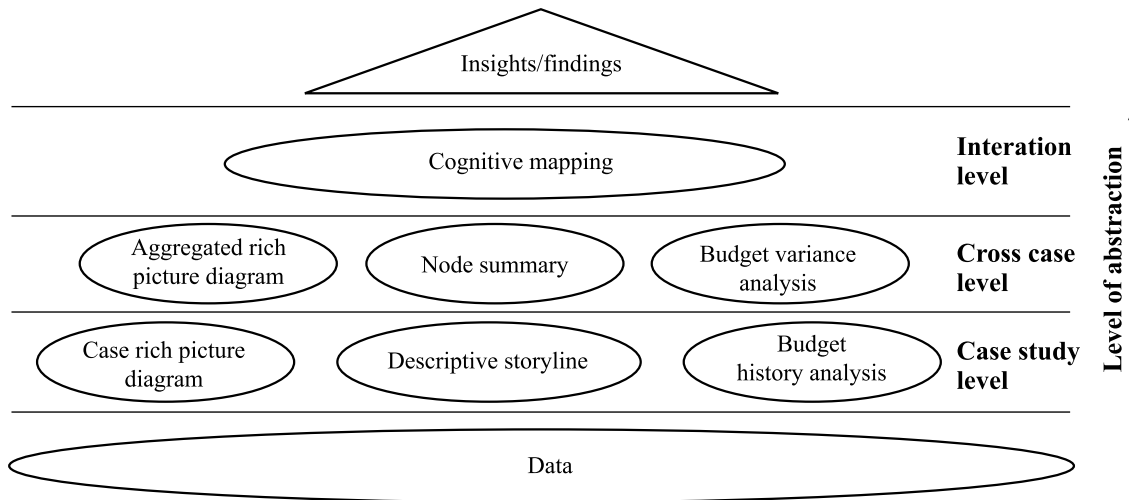 Insights/findings
Cognitive mapping
Interation
level
Aggregated rich
picture diagram
Node summary
Budget variance
analysis
Cross case
level
Case rich picture
diagram
Descriptive storyline
Budget
history analysis
Case study
level
Data
Level of abstraction